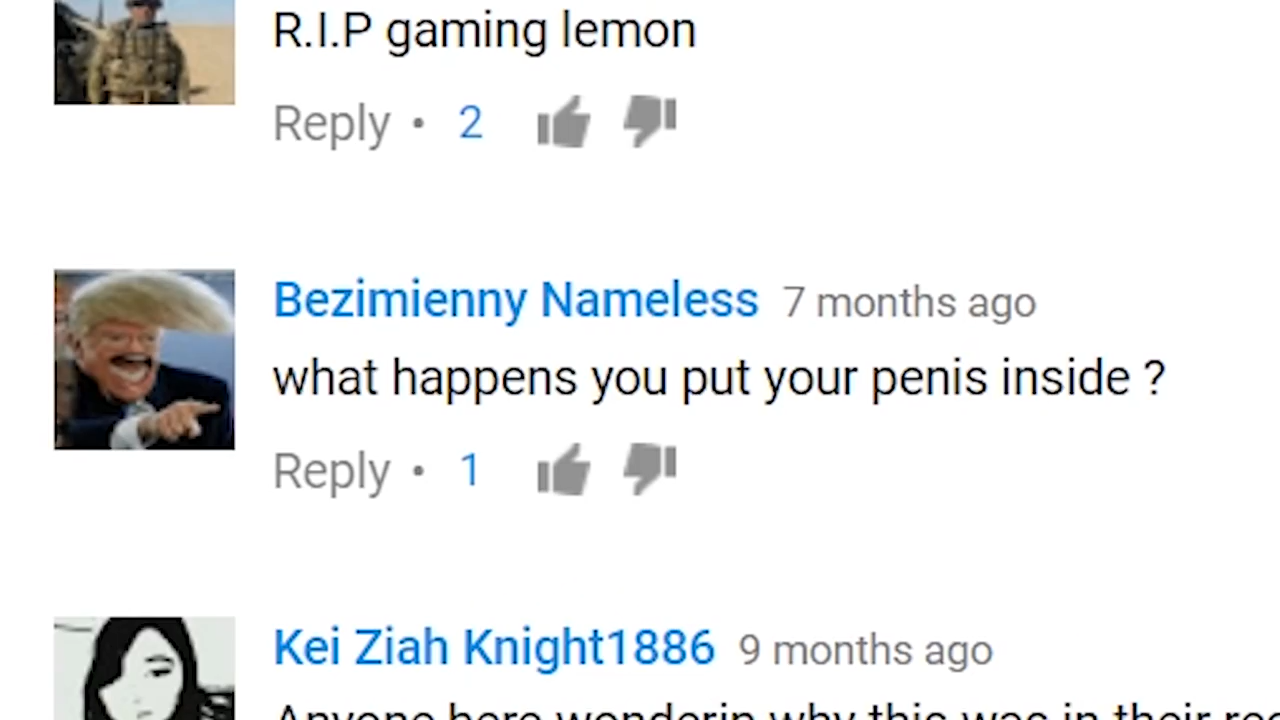 R.I.P gaming lemon
Reply • 2
Bezimienny Nameless 7 months ago
what happens you put your penis inside ?
Reply • 1
Kei Ziah Knight1886 9 months ago
Anyone here wonderin why this was in their